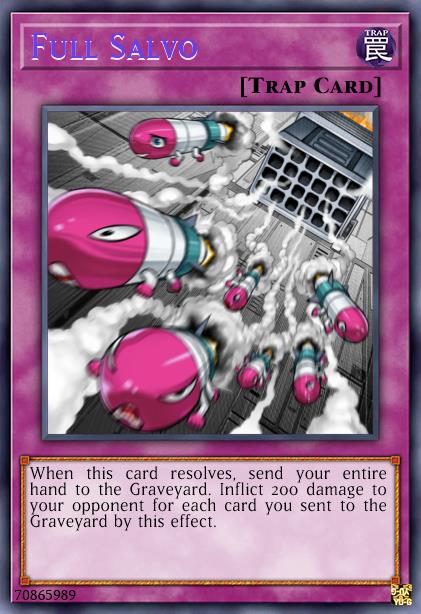 Full Salvo
TRAP
罠
[Trap Card]
When this card resolves, send your entire
hand to the Graveyard. Inflict 200 damage to
your opponent for each card you sent to the
Graveyard by this effect.
70865989